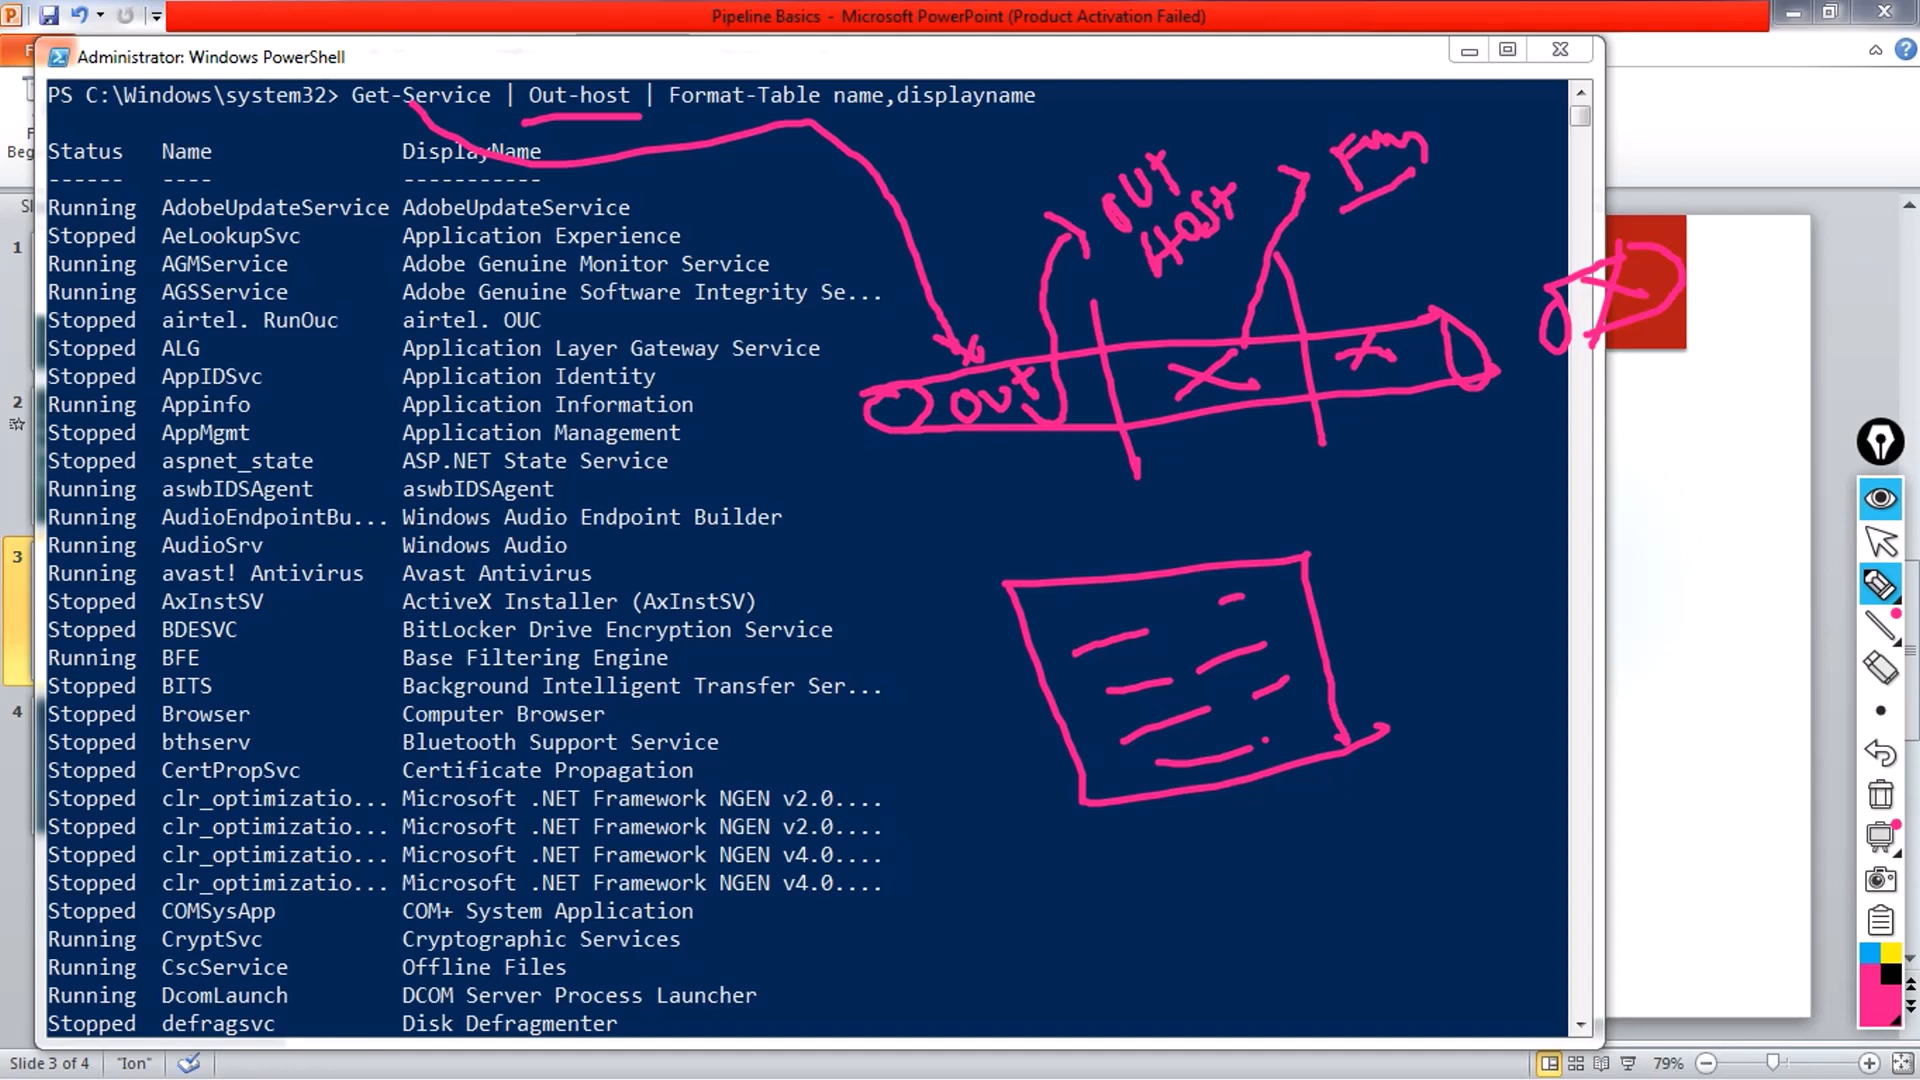 Pipeline Basics - Microsoft PowerPoint (Product Activation Failed)
Administrator: Windows PowerShell
PS C:\Windows\system32> Get-Service | Out-host | Format-Table name,displayname
Status Name DisplayName
------ ---- -----------
Running AdobeUpdateService AdobeUpdateService
Stopped AeLookupSvc Application Experience
Running AGMService Adobe Genuine Monitor Service
Running AGSService Adobe Genuine Software Integrity Se...
Stopped airtel. RunOuc airtel. OUC
Stopped ALG Application Layer Gateway Service
Stopped AppIDSvc Application Identity
Running Appinfo Application Information
Stopped AppMgmt Application Management
Stopped aspnet_state ASP.NET State Service
Running aswbIDSAgent aswbIDSAgent
Running AudioEndpointBu... Windows Audio Endpoint Builder
Running AudioSrv Windows Audio
Running avast! Antivirus Avast Antivirus
Stopped AxInstSV ActiveX Installer (AxInstSV)
Stopped BDESVC BitLocker Drive Encryption Service
Running BFE Base Filtering Engine
Stopped BITS Background Intelligent Transfer Ser...
Stopped Browser Computer Browser
Stopped bthserv Bluetooth Support Service
Stopped CertPropSvc Certificate Propagation
Stopped clr_optimizatio... Microsoft .NET Framework NGEN v2.0....
Stopped clr_optimizatio... Microsoft .NET Framework NGEN v2.0....
Stopped clr_optimizatio... Microsoft .NET Framework NGEN v4.0....
Stopped clr_optimizatio... Microsoft .NET Framework NGEN v4.0....
Stopped COMSysApp COM+ System Application
Running CryptSvc Cryptographic Services
Running CscService Offline Files
Running DcomLaunch DCOM Server Process Launcher
Stopped defragsvc Disk Defragmenter
OUT
HOST
OUT
1
2
3
4
Slide 3 of 4 "Ion" 79%